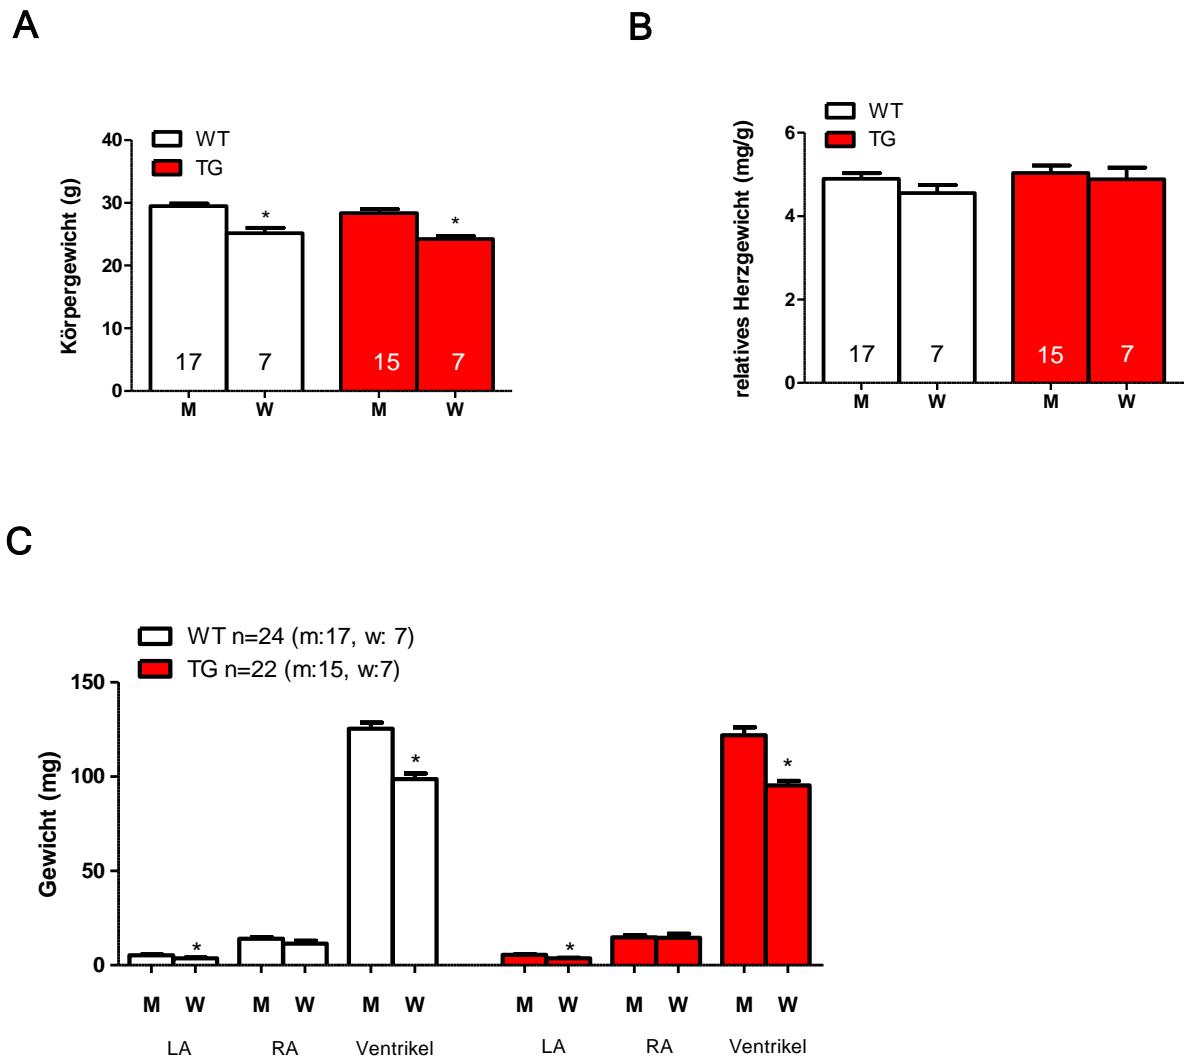 A
WT
TG
Körpergewicht (g)
40
30
20
10
0
*
*
17
7
15
7
M
W
M
W
B
WT
TG
relatives Herzgewicht (mg/g)
6
4
2
0
17
7
15
7
M
W
M
W
C
WT n=24 (m:17, w: 7)
TG n=22 (m:15, w:7)
Gewicht (mg)
150
100
50
0
*
*
*
*
M W M W M W M W M W M W
LA RA Ventrikel LA RA Ventrikel